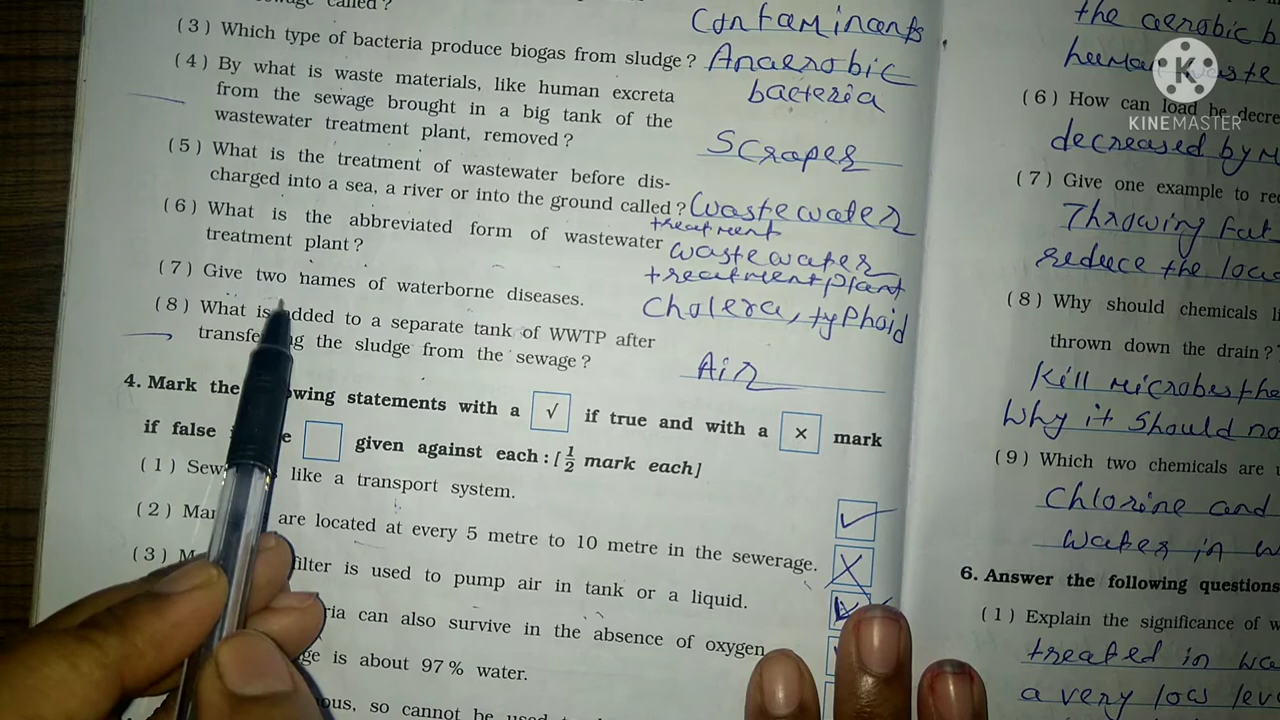 sewage called ?
Contaminants
( 3 ) Which type of bacteria produce biogas from sludge ? Anaerobic
bacteria
( 4 ) By what is waste materials, like human excreta
from the sewage brought in a big tank of the
wastewater treatment plant, removed ?
Scraper
( 5 ) What is the treatment of wastewater before dis-
charged into a sea, a river or into the ground called ? Wastewater
treatment
( 6 ) What is the abbreviated form of wastewater
treatment plant ?
wastewater
treatment plant
( 7 ) Give two names of waterborne diseases.
Cholera, typhoid
( 8 ) What is added to a separate tank of WWTP after
the sludge from the sewage ?
Air
4. Mark the statements with a √ if true and with a × mark
if false given against each : [ 1/2 mark each]
( 1 ) like a transport system.
( 2 ) are located at every 5 metre to 10 metre in the sewerage.
( 3 ) filter is used to pump air in tank or a liquid.
can also survive in the absence of oxygen
is about 97 % water.
so cannot be used
the aerobic
human waste
KINEMASTER
( 6 ) How can load be
decreased by
( 7 ) Give one example to
Throwing fat
reduce the
( 8 ) Why should chemicals
thrown down the drain ?
Kill microbes
Why it should
( 9 ) Which two chemicals are
Chlorine and
water in
6. Answer the following questions
( 1 ) Explain the significance of
treated in
a very low